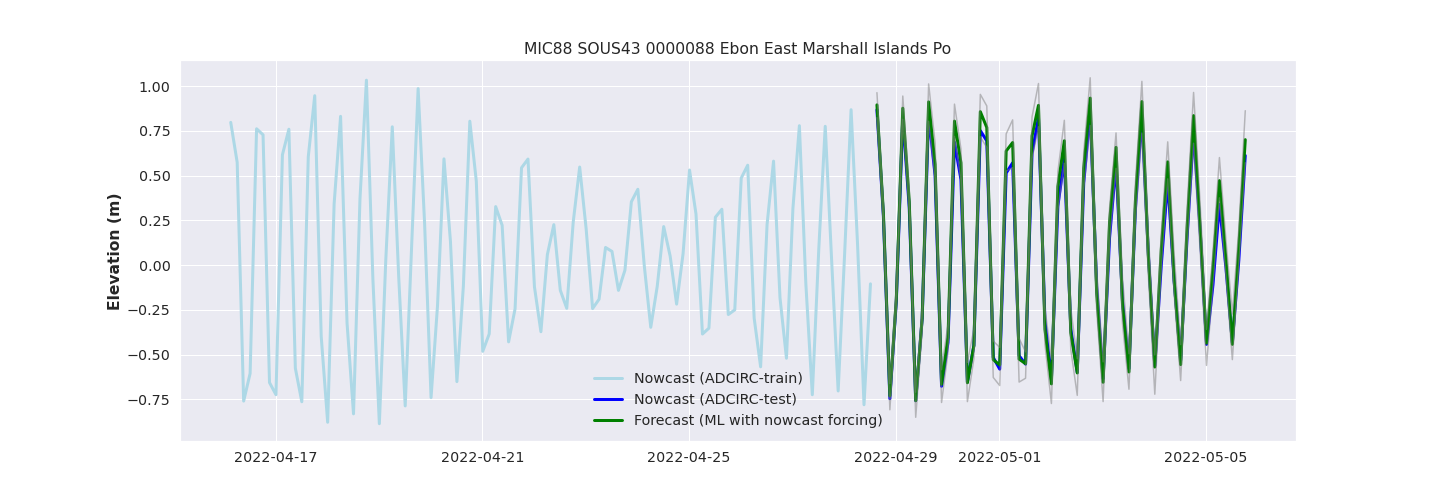 MIC88 SOUS43 0000088 Ebon East Marshall Islands Po
Elevation (m)
1.00
0.75
0.50
0.25
0.00
−0.25
−0.50
−0.75
Nowcast (ADCIRC-train)
Nowcast (ADCIRC-test)
Forecast (ML with nowcast forcing)
2022-04-17
2022-04-21
2022-04-25
2022-04-29
2022-05-01
2022-05-05